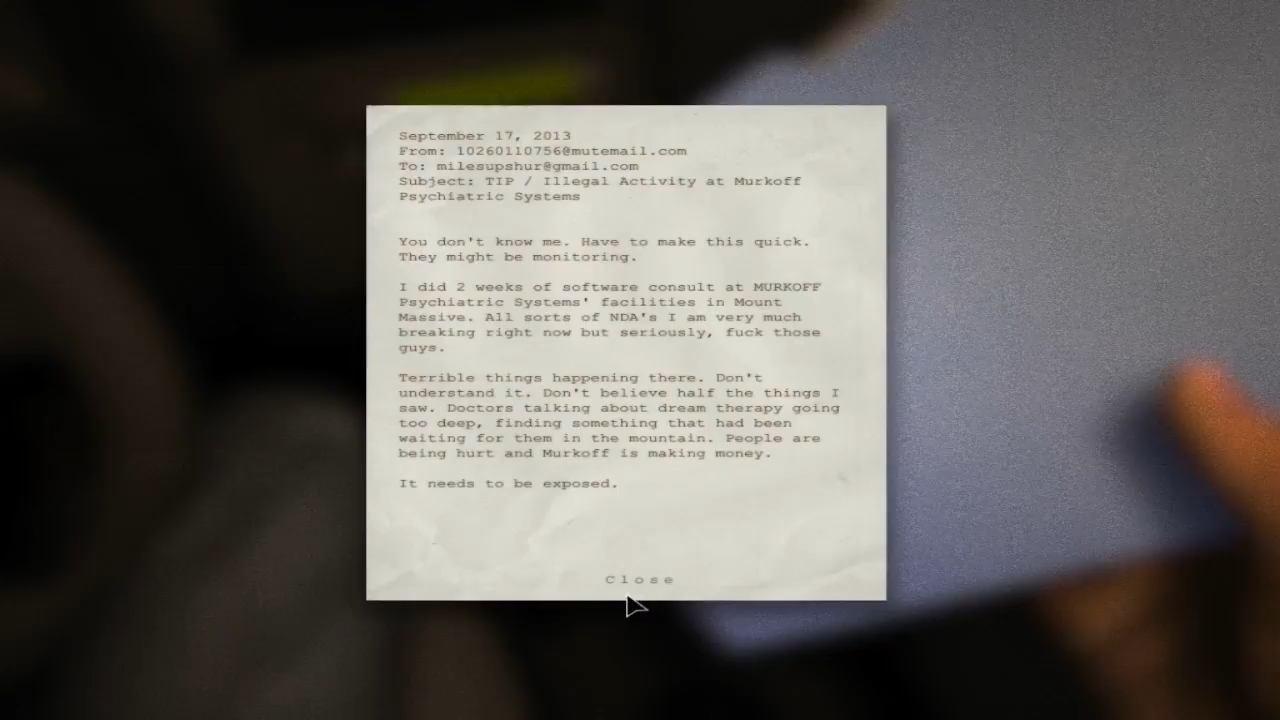 September 17, 2013
From: 10260110756@mutemail.com
To: milesupshur@gmail.com
Subject: TIP / Illegal Activity at Murkoff
Psychiatric Systems
You don't know me. Have to make this quick.
They might be monitoring.
I did 2 weeks of software consult at MURKOFF
Psychiatric Systems' facilities in Mount
Massive. All sorts of NDA's I am very much
breaking right now but seriously, fuck those
guys.
Terrible things happening there. Don't
understand it. Don't believe half the things I
saw. Doctors talking about dream therapy going
too deep, finding something that had been
waiting for them in the mountain. People are
being hurt and Murkoff is making money.
It needs to be exposed.
Close